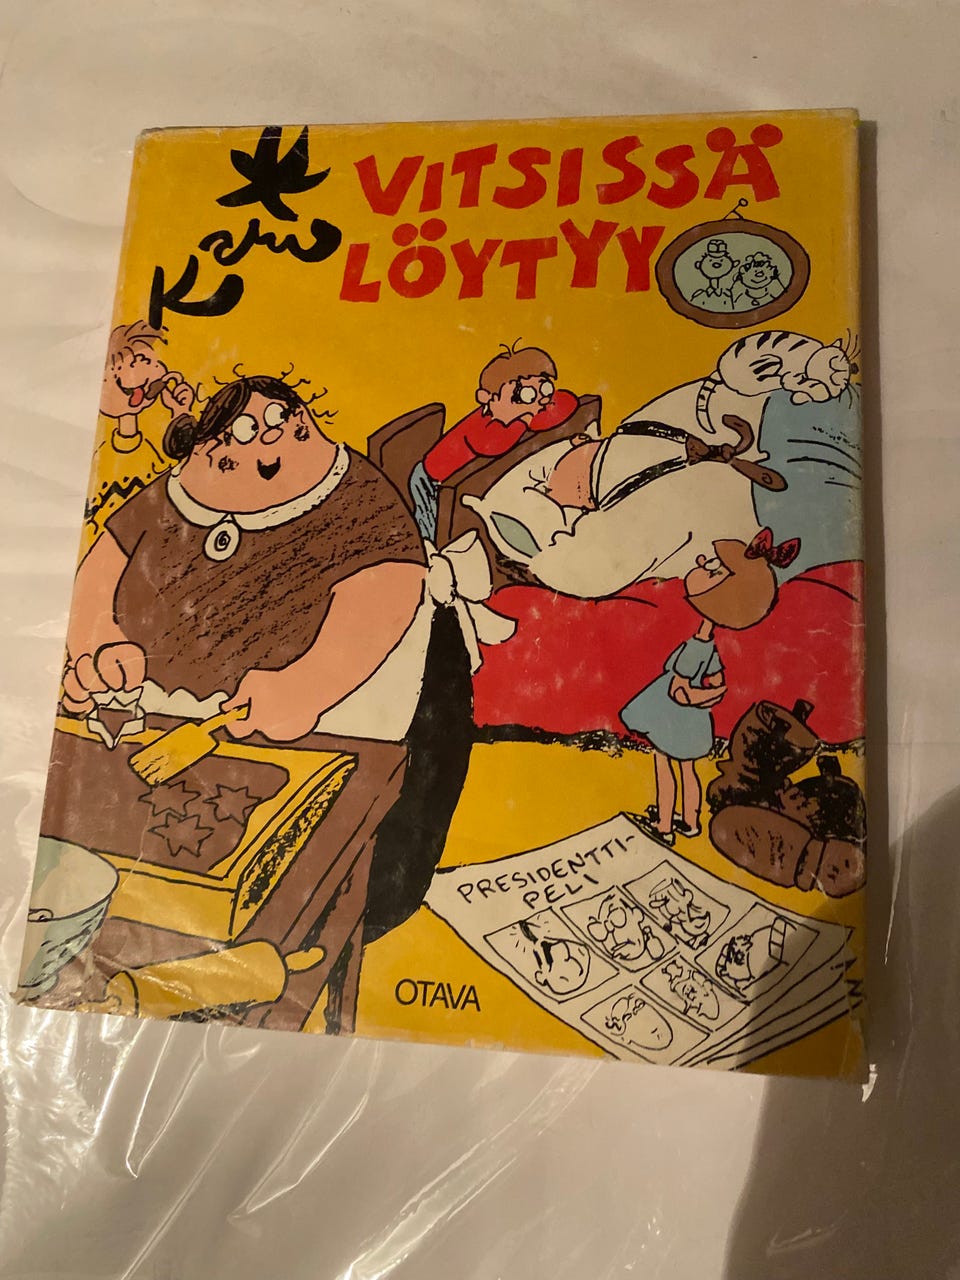 Kari
VITSISSÄ
LÖYTYY
PRESIDENTTI-
PELI
OTAVA